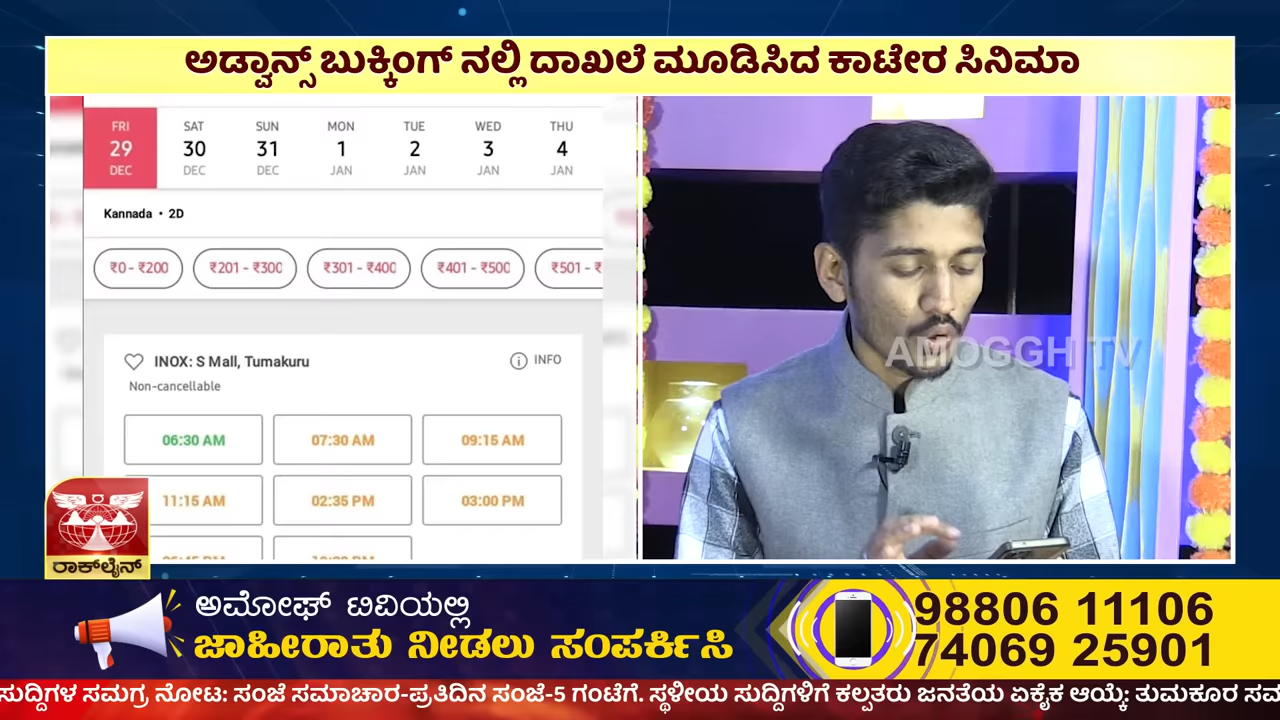 ಅಡ್ವಾನ್ಸ್ ಬುಕ್ಕಿಂಗ್ ನಲ್ಲಿ ದಾಖಲೆ ಮೂಡಿಸಿದ ಕಾಟೇರ ಸಿನಿಮಾ
FRI SAT SUN MON TUE WED THU
29 30 31 1 2 3 4
DEC DEC DEC JAN JAN JAN JAN
Kannada • 2D
₹0 - ₹200 ₹201 - ₹300 ₹301 - ₹400 ₹401 - ₹500 ₹501 - ₹
INOX: S Mall, Tumakuru INFO
Non-cancellable
06:30 AM 07:30 AM 09:15 AM
11:15 AM 02:35 PM 03:00 PM
AMOGGH TV
ರಾಕ್‌ಲೈನ್
ಅಮೋಘ್ ಟಿವಿಯಲ್ಲಿ
ಜಾಹೀರಾತು ನೀಡಲು ಸಂಪರ್ಕಿಸಿ
98806 11106
74069 25901
ಸುದ್ದಿಗಳ ಸಮಗ್ರ ನೋಟ: ಸಂಜೆ ಸಮಾಚಾರ-ಪ್ರತಿದಿನ ಸಂಜೆ-5 ಗಂಟೆಗೆ. ಸ್ಥಳೀಯ ಸುದ್ದಿಗಳಿಗೆ ಕಲ್ಪತರು ಜನತೆಯ ಏಕೈಕ ಆಯ್ಕೆ: ತುಮಕೂರ ಸಮ